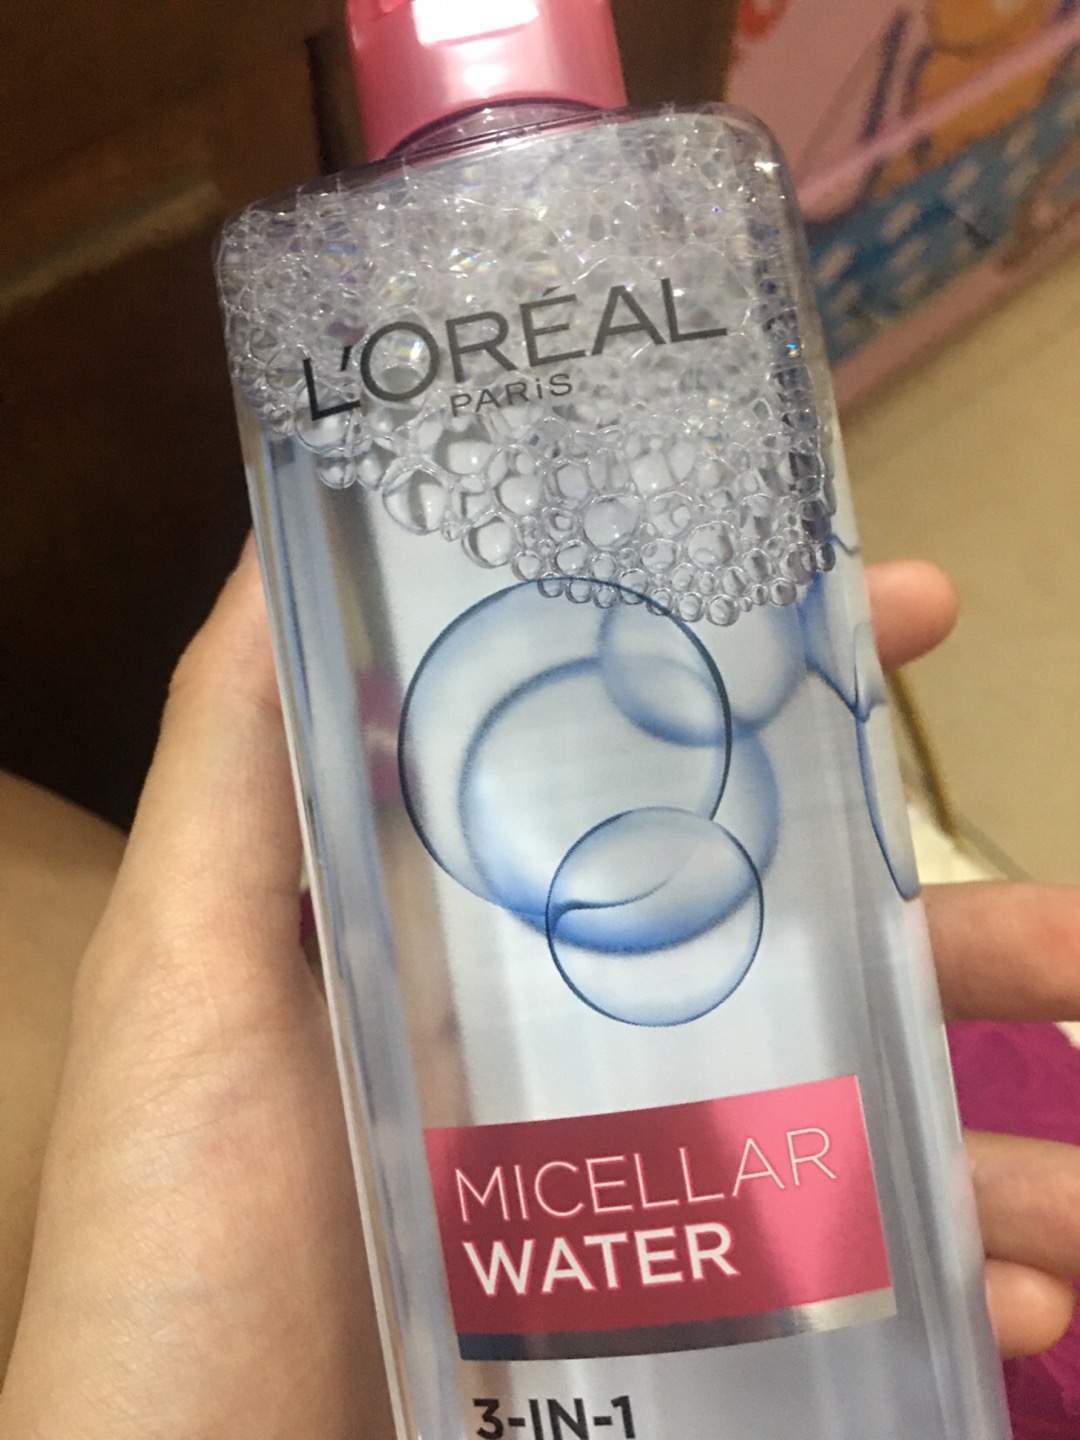 L'ORÉAL
PARiS
MICELLAR
WATER
3-IN-1